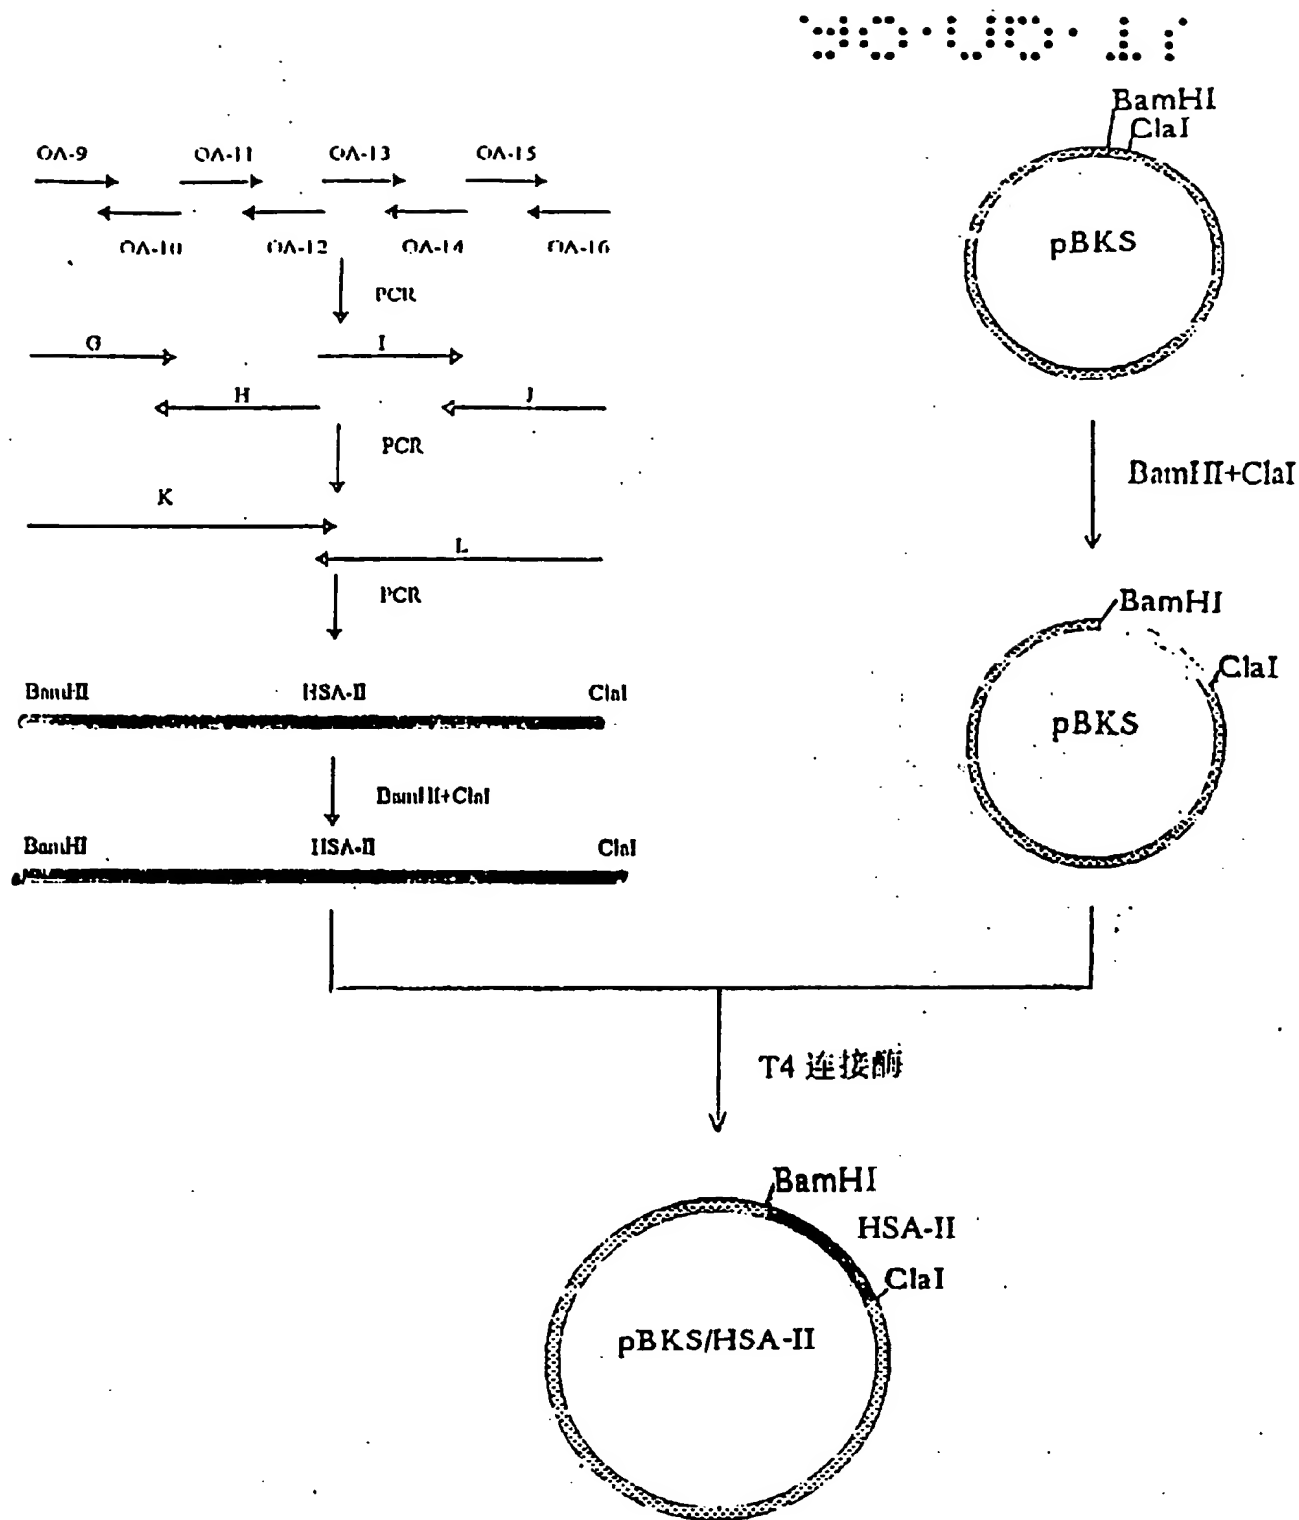 BamHI
ClaI
OA-9 OA-11 OA-13 OA-15
OA-10 OA-12 OA-14 OA-16
pBKS
PCR
G I
H J
PCR
BamHI+ClaI
K
L
PCR
BamHI
ClaI
BamHI HSA-II ClaI
pBKS
BamHI+ClaI
BamHI HSA-II ClaI
T4 连接酶
BamHI
HSA-II
ClaI
pBKS/HSA-II